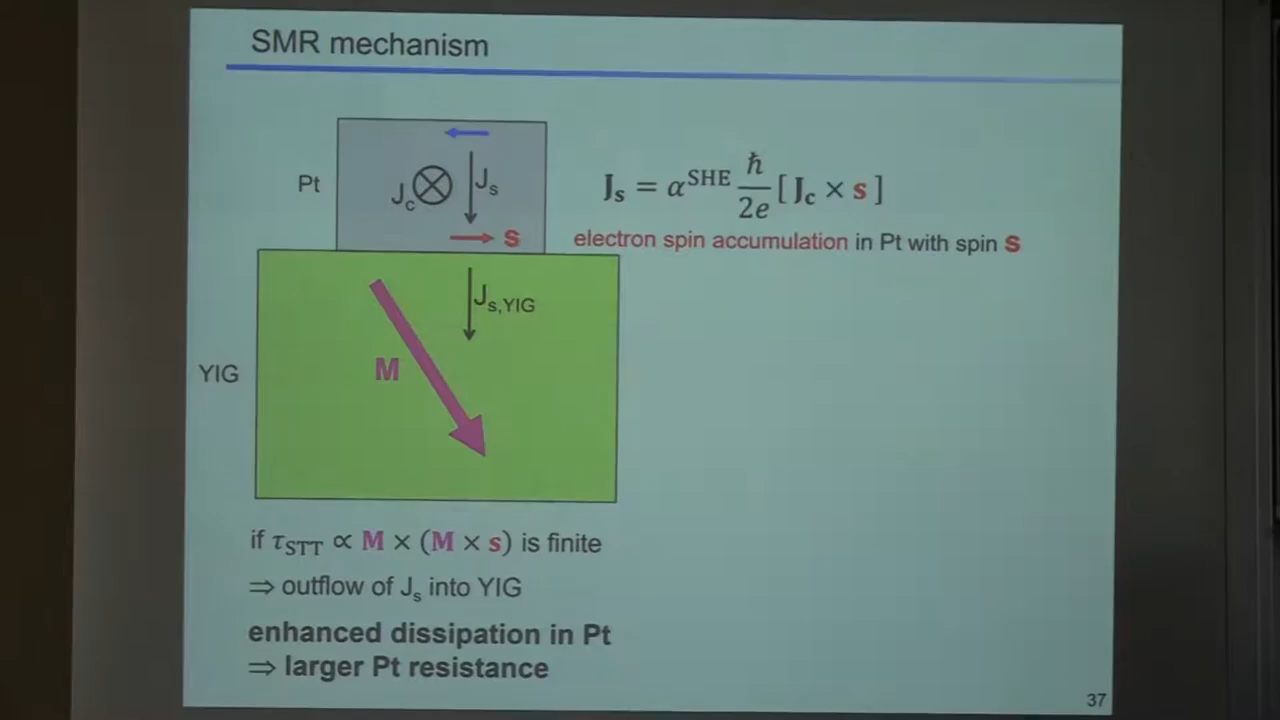 SMR mechanism
Pt
J_c
J_s
S
J_s = α^SHE ħ/2e [J_c × s]
electron spin accumulation in Pt with spin S
J_s,YIG
M
YIG
if τ_STT ∝ M × (M × s) is finite
⇒ outflow of J_s into YIG
enhanced dissipation in Pt
⇒ larger Pt resistance
37